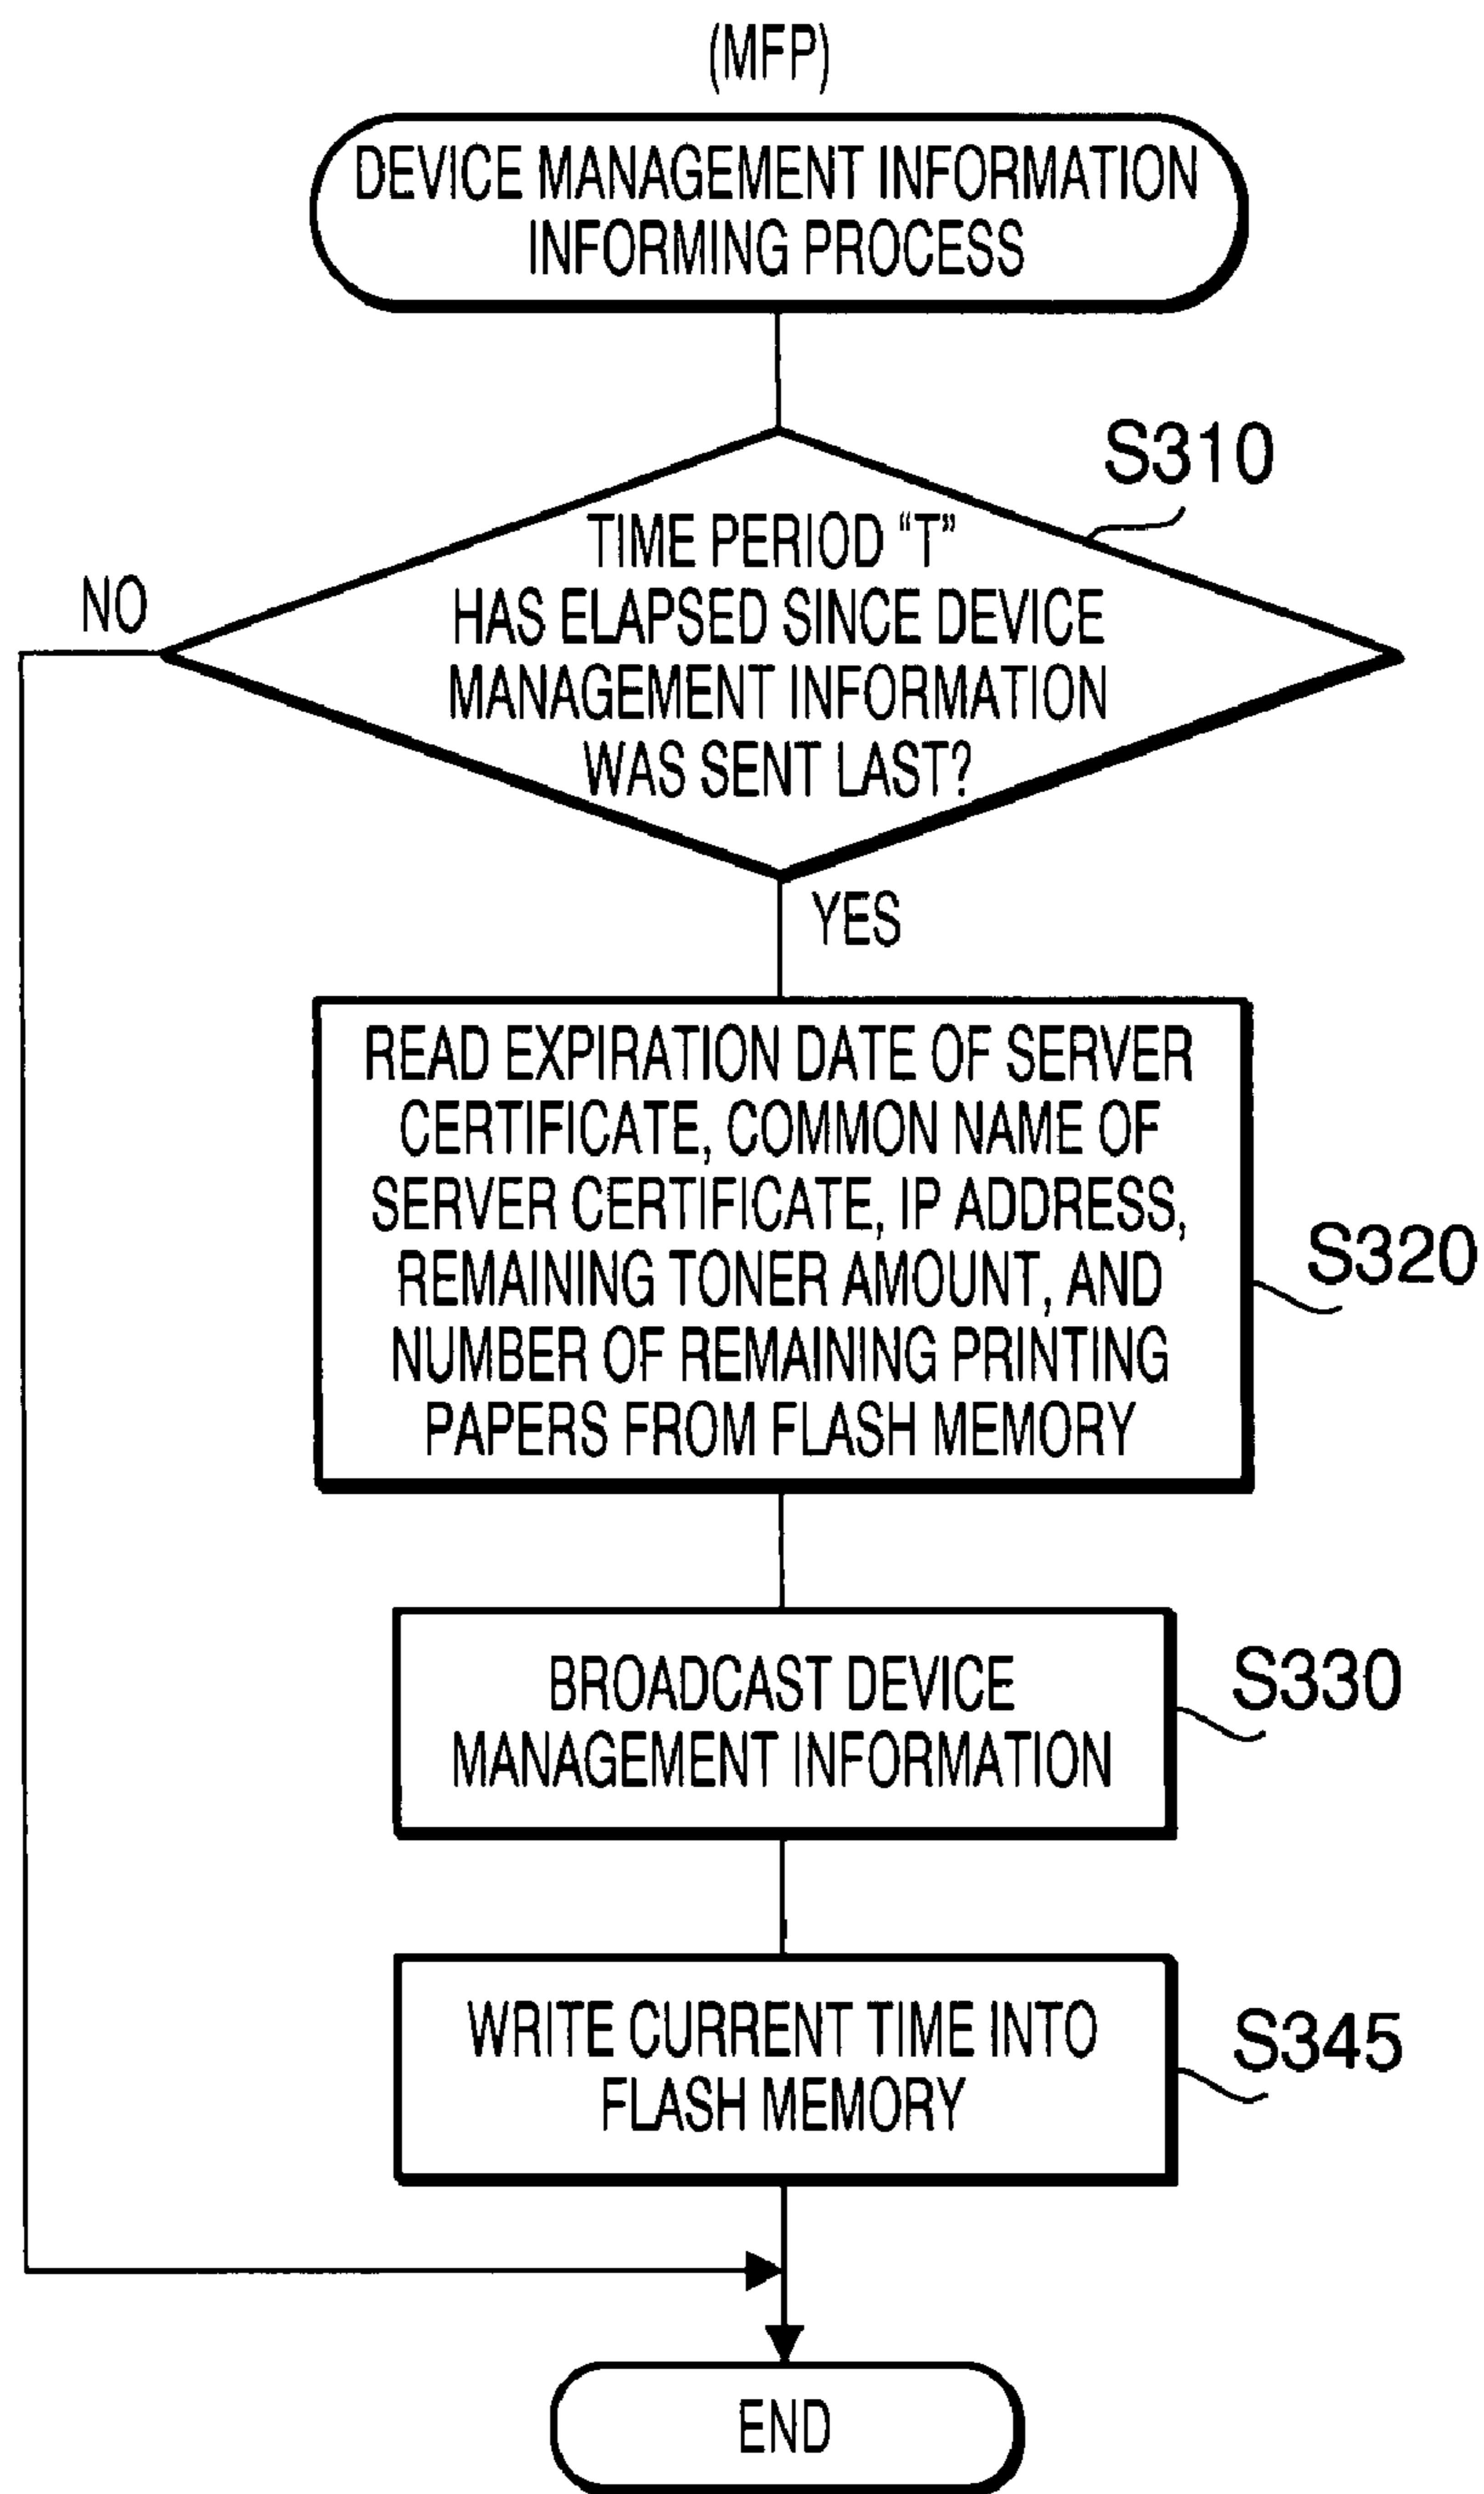 (MFP)
DEVICE MANAGEMENT INFORMATION
INFORMING PROCESS
S310
TIME PERIOD “T”
HAS ELAPSED SINCE DEVICE
MANAGEMENT INFORMATION
WAS SENT LAST?
NO
YES
READ EXPIRATION DATE OF SERVER
CERTIFICATE, COMMON NAME OF
SERVER CERTIFICATE, IP ADDRESS,
REMAINING TONER AMOUNT, AND
NUMBER OF REMAINING PRINTING
PAPERS FROM FLASH MEMORY
S320
BROADCAST DEVICE
MANAGEMENT INFORMATION
S330
WRITE CURRENT TIME INTO
FLASH MEMORY
S345
END